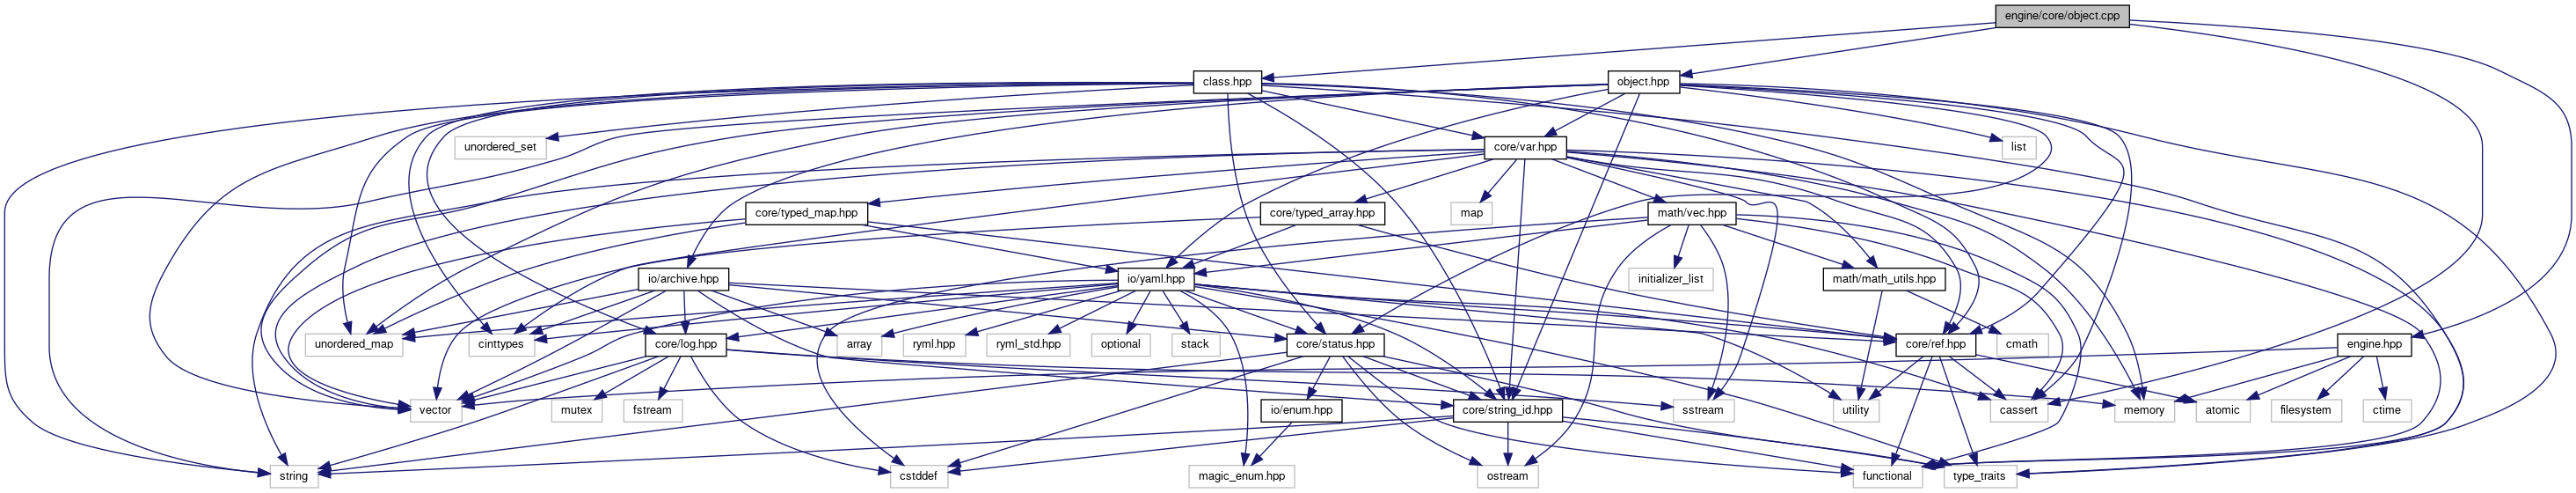 engine/core/object.cpp
class.hpp
object.hpp
unordered_set
core/var.hpp
list
core/typed_map.hpp
core/typed_array.hpp
map
math/vec.hpp
io/archive.hpp
io/yaml.hpp
initializer_list
math/math_utils.hpp
unordered_map
cinttypes
core/log.hpp
array
ryml.hpp
ryml_std.hpp
optional
stack
core/status.hpp
core/ref.hpp
cmath
engine.hpp
vector
mutex
fstream
io/enum.hpp
core/string_id.hpp
sstream
utility
cassert
memory
atomic
filesystem
ctime
string
cstddef
magic_enum.hpp
ostream
functional
type_traits